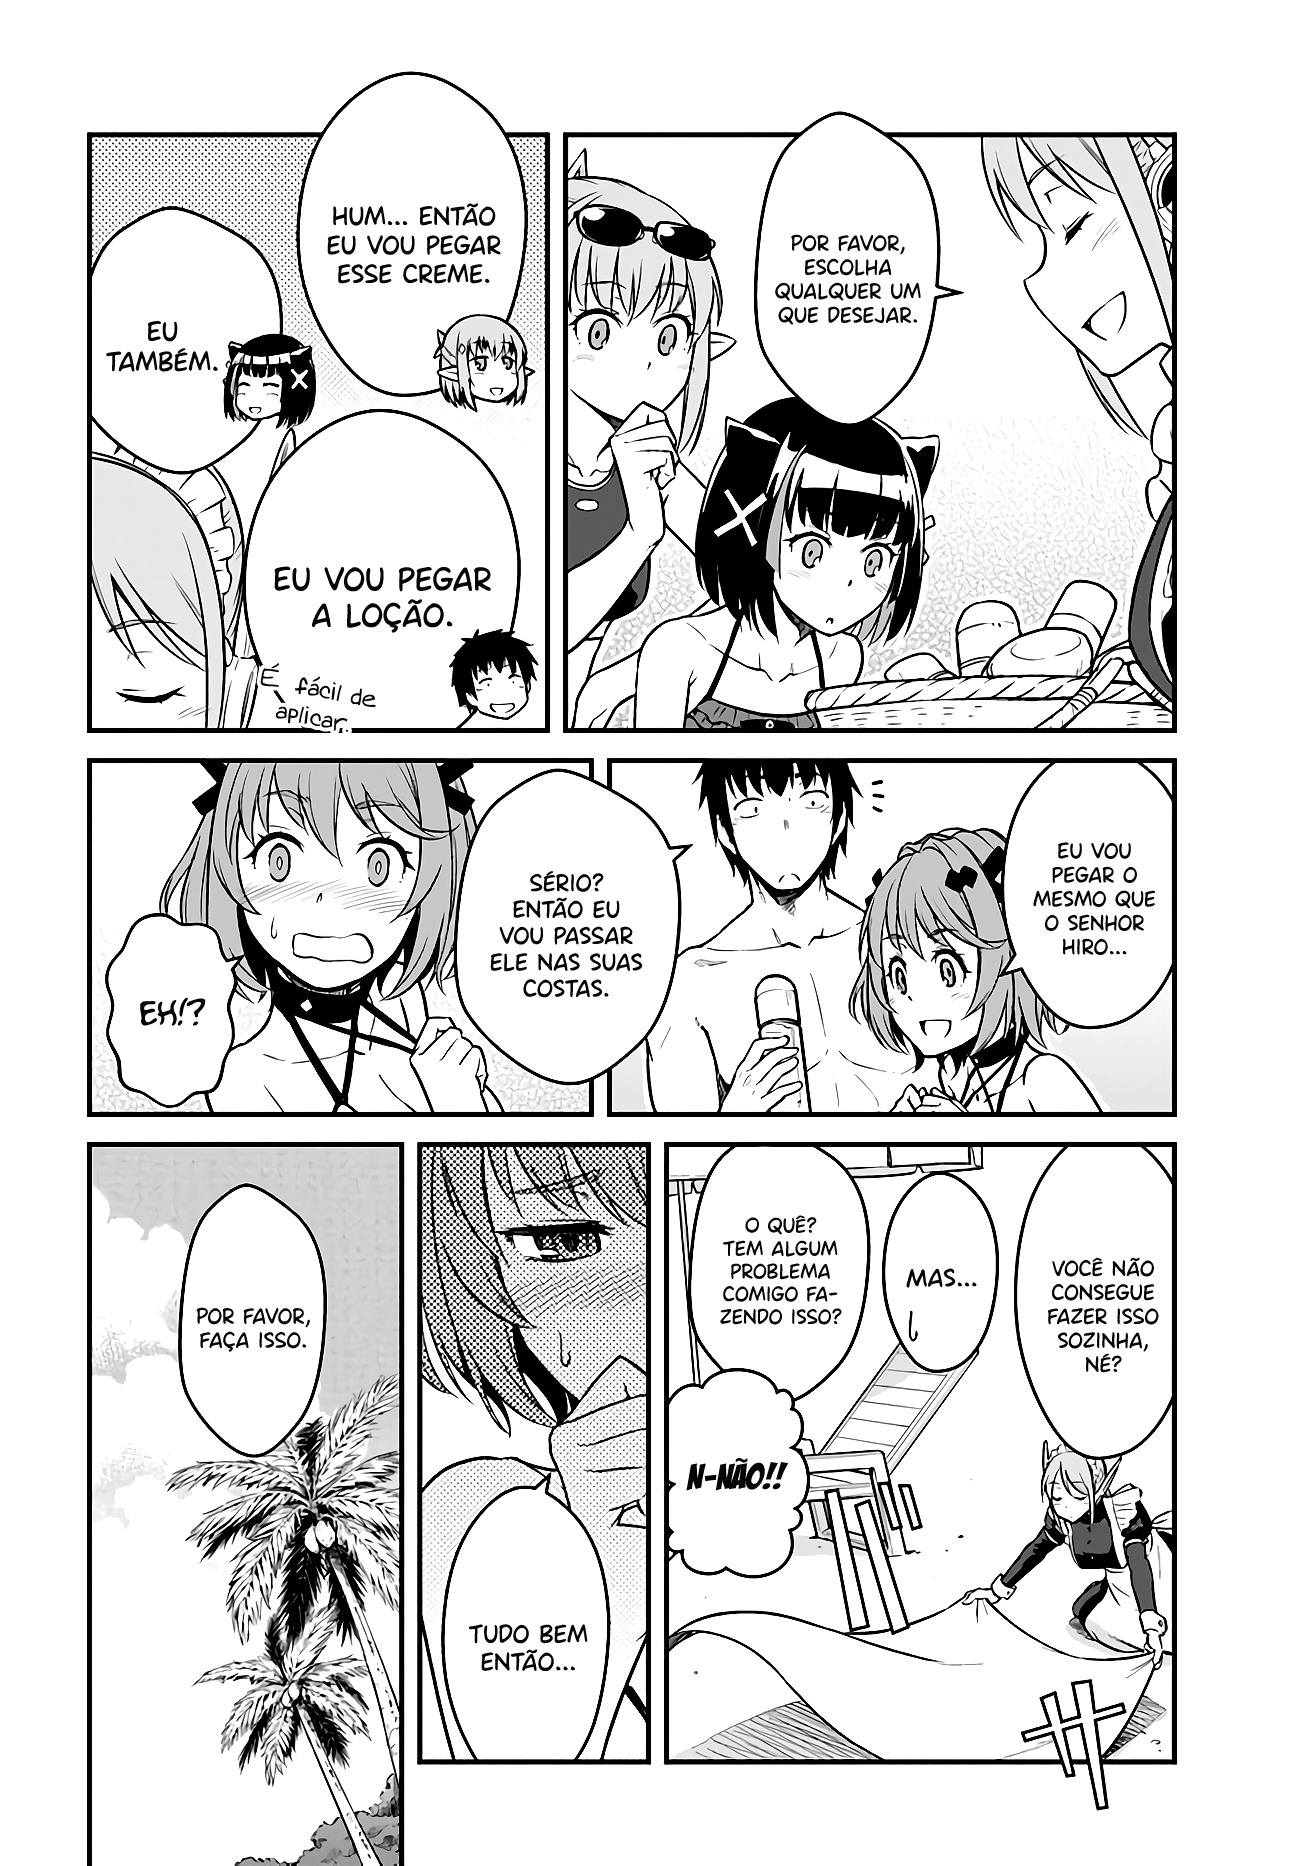 POR FAVOR,
ESCOLHA
QUALQUER UM
QUE DESEJAR.
HUM... ENTÃO
EU VOU PEGAR
ESSE CREME.
EU
TAMBÉM.
EU VOU PEGAR
A LOÇÃO.
É fácil de
aplicar.
EU VOU
PEGAR O
MESMO QUE
O SENHOR
HIRO...
SÉRIO?
ENTÃO EU
VOU PASSAR
ELE NAS SUAS
COSTAS.
EH!?
VOCÊ NÃO
CONSEGUE
FAZER ISSO
SOZINHA,
NÉ?
MAS...
O QUÊ?
TEM ALGUM
PROBLEMA
COMIGO FA-
ZENDO ISSO?
N-NÃO!!
サ
TUDO BEM
ENTÃO...
POR FAVOR,
FAÇA ISSO.